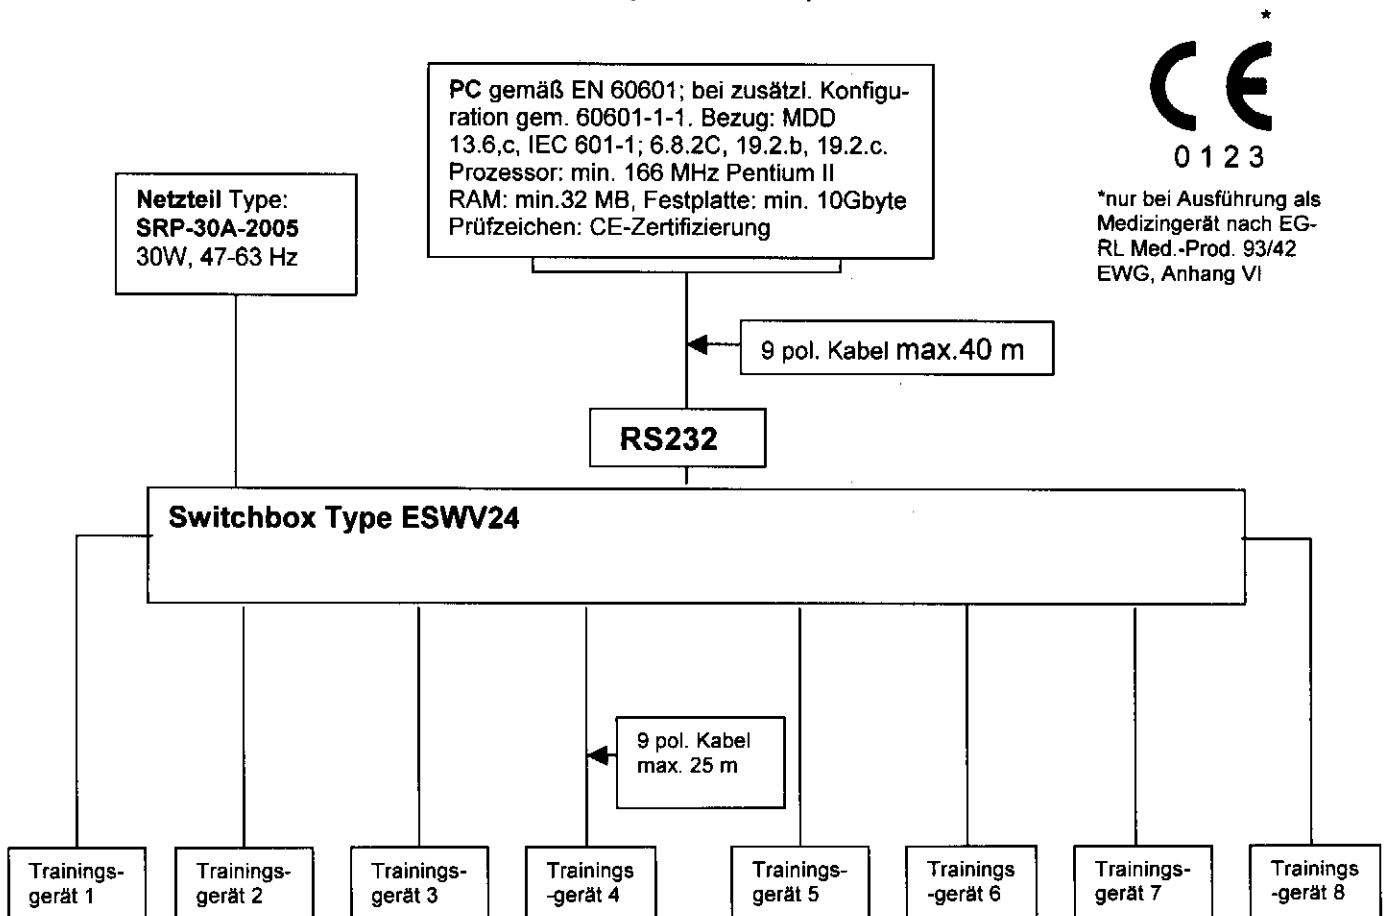 *
PC gemäß EN 60601; bei zusätzl. Konfigu-
ration gem. 60601-1-1. Bezug: MDD
13.6,c, IEC 601-1; 6.8.2C, 19.2.b, 19.2.c.
Prozessor: min. 166 MHz Pentium II
RAM: min.32 MB, Festplatte: min. 10Gbyte
Prüfzeichen: CE-Zertifizierung
CE
0123
*nur bei Ausführung als
Medizingerät nach EG-
RL Med.-Prod. 93/42
EWG, Anhang VI
Netzteil Type:
SRP-30A-2005
30W, 47-63 Hz
9 pol. Kabel max.40 m
RS232
Switchbox Type ESWV24
9 pol. Kabel
max. 25 m
Trainings-
gerät 1
Trainings-
gerät 2
Trainings-
gerät 3
Trainings
-gerät 4
Trainings-
gerät 5
Trainings
-gerät 6
Trainings-
gerät 7
Trainings
-gerät 8